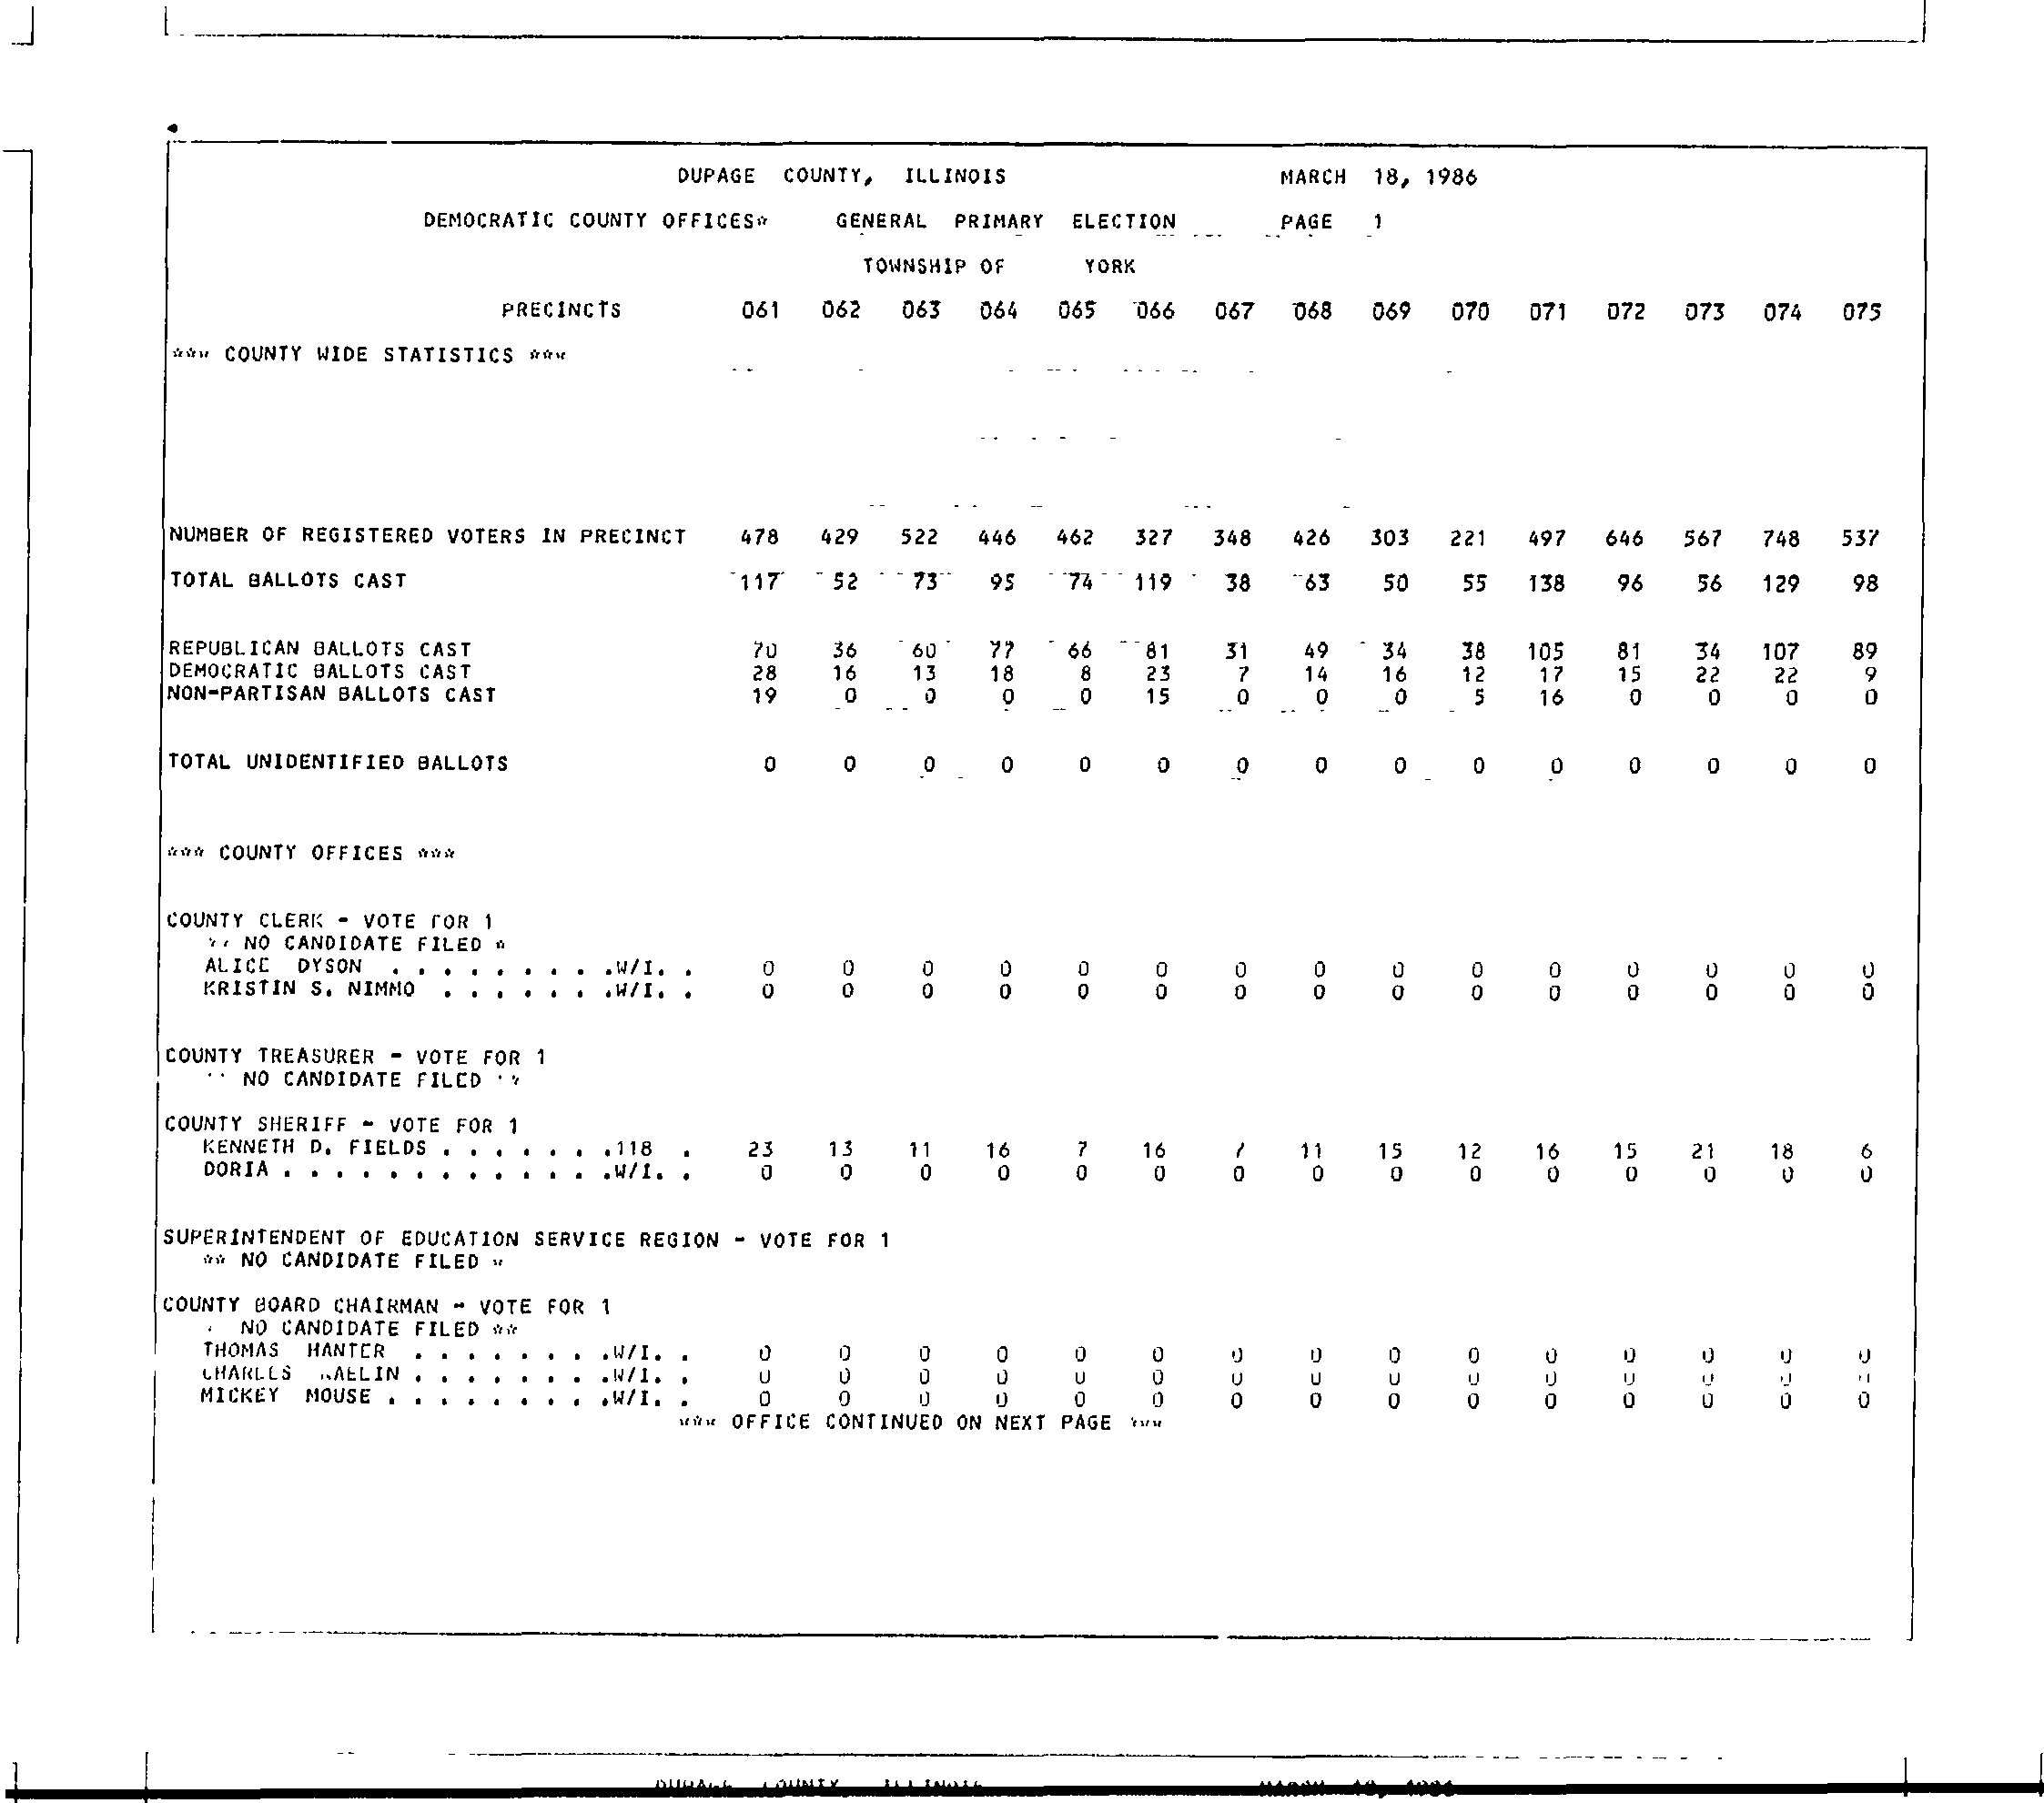 DUPAGE COUNTY, ILLINOIS MARCH 18, 1986
DEMOCRATIC COUNTY OFFICES* GENERAL PRIMARY ELECTION PAGE 1
TOWNSHIP OF YORK
PRECINCTS 061 062 063 064 065 066 067 068 069 070 071 072 073 074 075
*** COUNTY WIDE STATISTICS ***
NUMBER OF REGISTERED VOTERS IN PRECINCT 478 429 522 446 462 327 348 426 303 221 497 646 567 748 537
TOTAL BALLOTS CAST 117 52 73 95 74 119 38 63 50 55 138 96 56 129 98
REPUBLICAN BALLOTS CAST 70 36 60 77 66 81 31 49 34 38 105 81 34 107 89
DEMOCRATIC BALLOTS CAST 28 16 13 18 8 23 7 14 16 12 17 15 22 22 9
NON-PARTISAN BALLOTS CAST 19 0 0 0 0 15 0 0 0 5 16 0 0 0 0
TOTAL UNIDENTIFIED BALLOTS 0 0 0 0 0 0 0 0 0 0 0 0 0 0 0
*** COUNTY OFFICES ***
COUNTY CLERK - VOTE FOR 1
** NO CANDIDATE FILED *
ALICE DYSON . . . . . . . . .W/I. . 0 0 0 0 0 0 0 0 0 0 0 0 0 0 0
KRISTIN S. NIMMO . . . . . . .W/I. . 0 0 0 0 0 0 0 0 0 0 0 0 0 0 0
COUNTY TREASURER - VOTE FOR 1
** NO CANDIDATE FILED **
COUNTY SHERIFF - VOTE FOR 1
KENNETH D. FIELDS . . . . . . .118 . 23 13 11 16 7 16 7 11 15 12 16 15 21 18 6
DORIA . . . . . . . . . . . . .W/I. . 0 0 0 0 0 0 0 0 0 0 0 0 0 0 0
SUPERINTENDENT OF EDUCATION SERVICE REGION - VOTE FOR 1
** NO CANDIDATE FILED *
COUNTY BOARD CHAIRMAN - VOTE FOR 1
NO CANDIDATE FILED **
THOMAS HANTER . . . . . . . .W/I. . 0 0 0 0 0 0 0 0 0 0 0 0 0 0 0
CHARLES . . . . . . . .W/I. . 0 0 0 0 0 0 0 0 0 0 0 0 0 0 0
MICKEY MOUSE . . . . . . . . .W/I. . 0 0 0 0 0 0 0 0 0 0 0 0 0 0 0
*** OFFICE CONTINUED ON NEXT PAGE ***